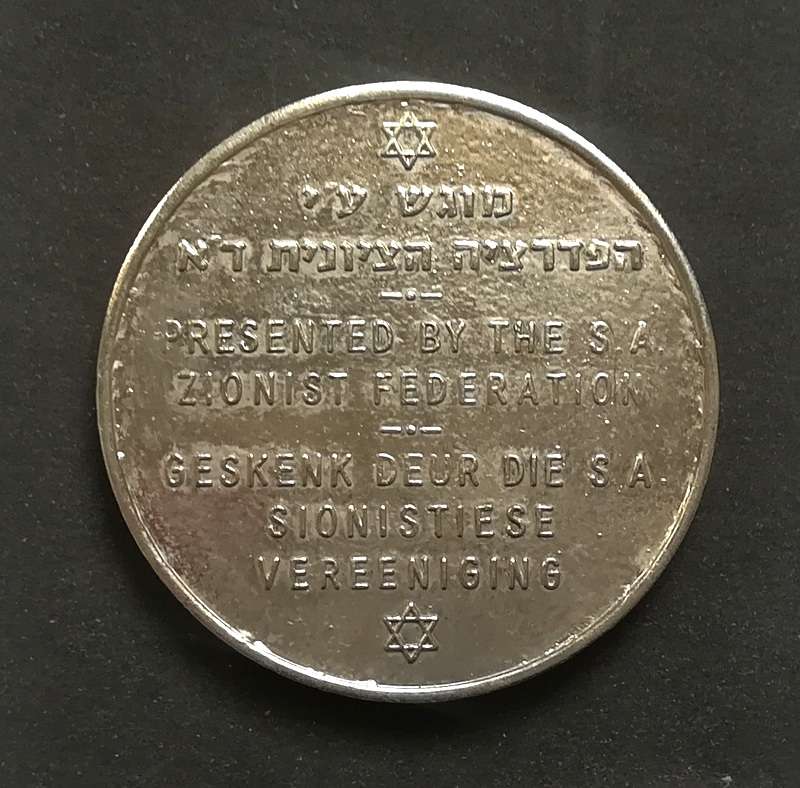 מוגש ע"י
הפדרציה הציונית ד"א
PRESENTED BY THE S.A.
ZIONIST FEDERATION
GESKENK DEUR DIE S.A.
SIONISTIESE
VEREENIGING